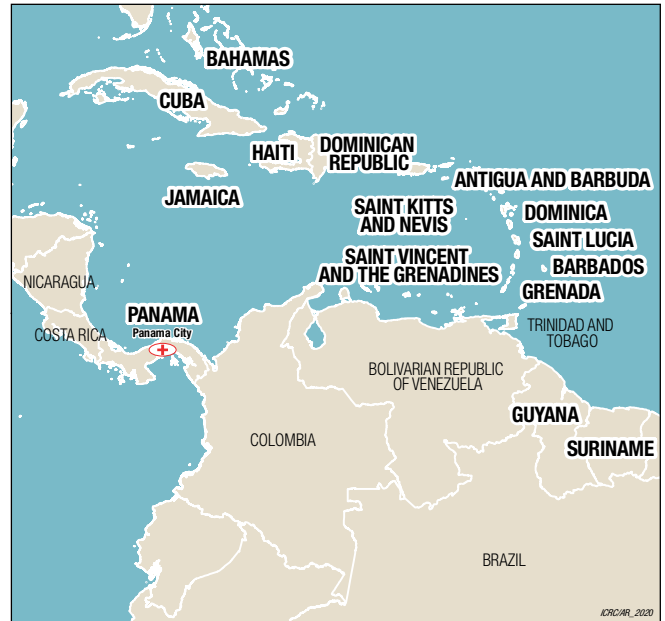 BAHAMAS
CUBA
HAITI
DOMINICAN
REPUBLIC
JAMAICA
ANTIGUA AND BARBUDA
SAINT KITTS
AND NEVIS
DOMINICA
SAINT LUCIA
SAINT VINCENT
AND THE GRENADINES
BARBADOS
GRENADA
NICARAGUA
PANAMA
Panama City
COSTA RICA
TRINIDAD AND
TOBAGO
BOLIVARIAN REPUBLIC
OF VENEZUELA
GUYANA
COLOMBIA
SURINAME
BRAZIL
ICRC/AR_2020